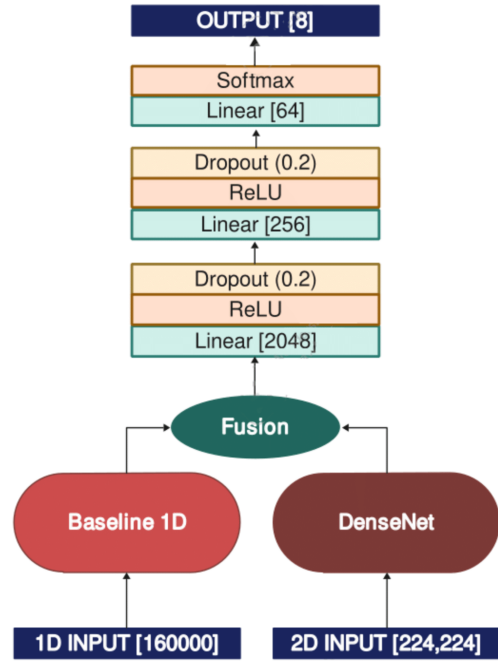 OUTPUT [8]
Softmax
Linear [64]
Dropout (0.2)
ReLU
Linear [256]
Dropout (0.2)
ReLU
Linear [2048]
Fusion
Baseline 1D
DenseNet
1D INPUT [160000]
2D INPUT [224,224]